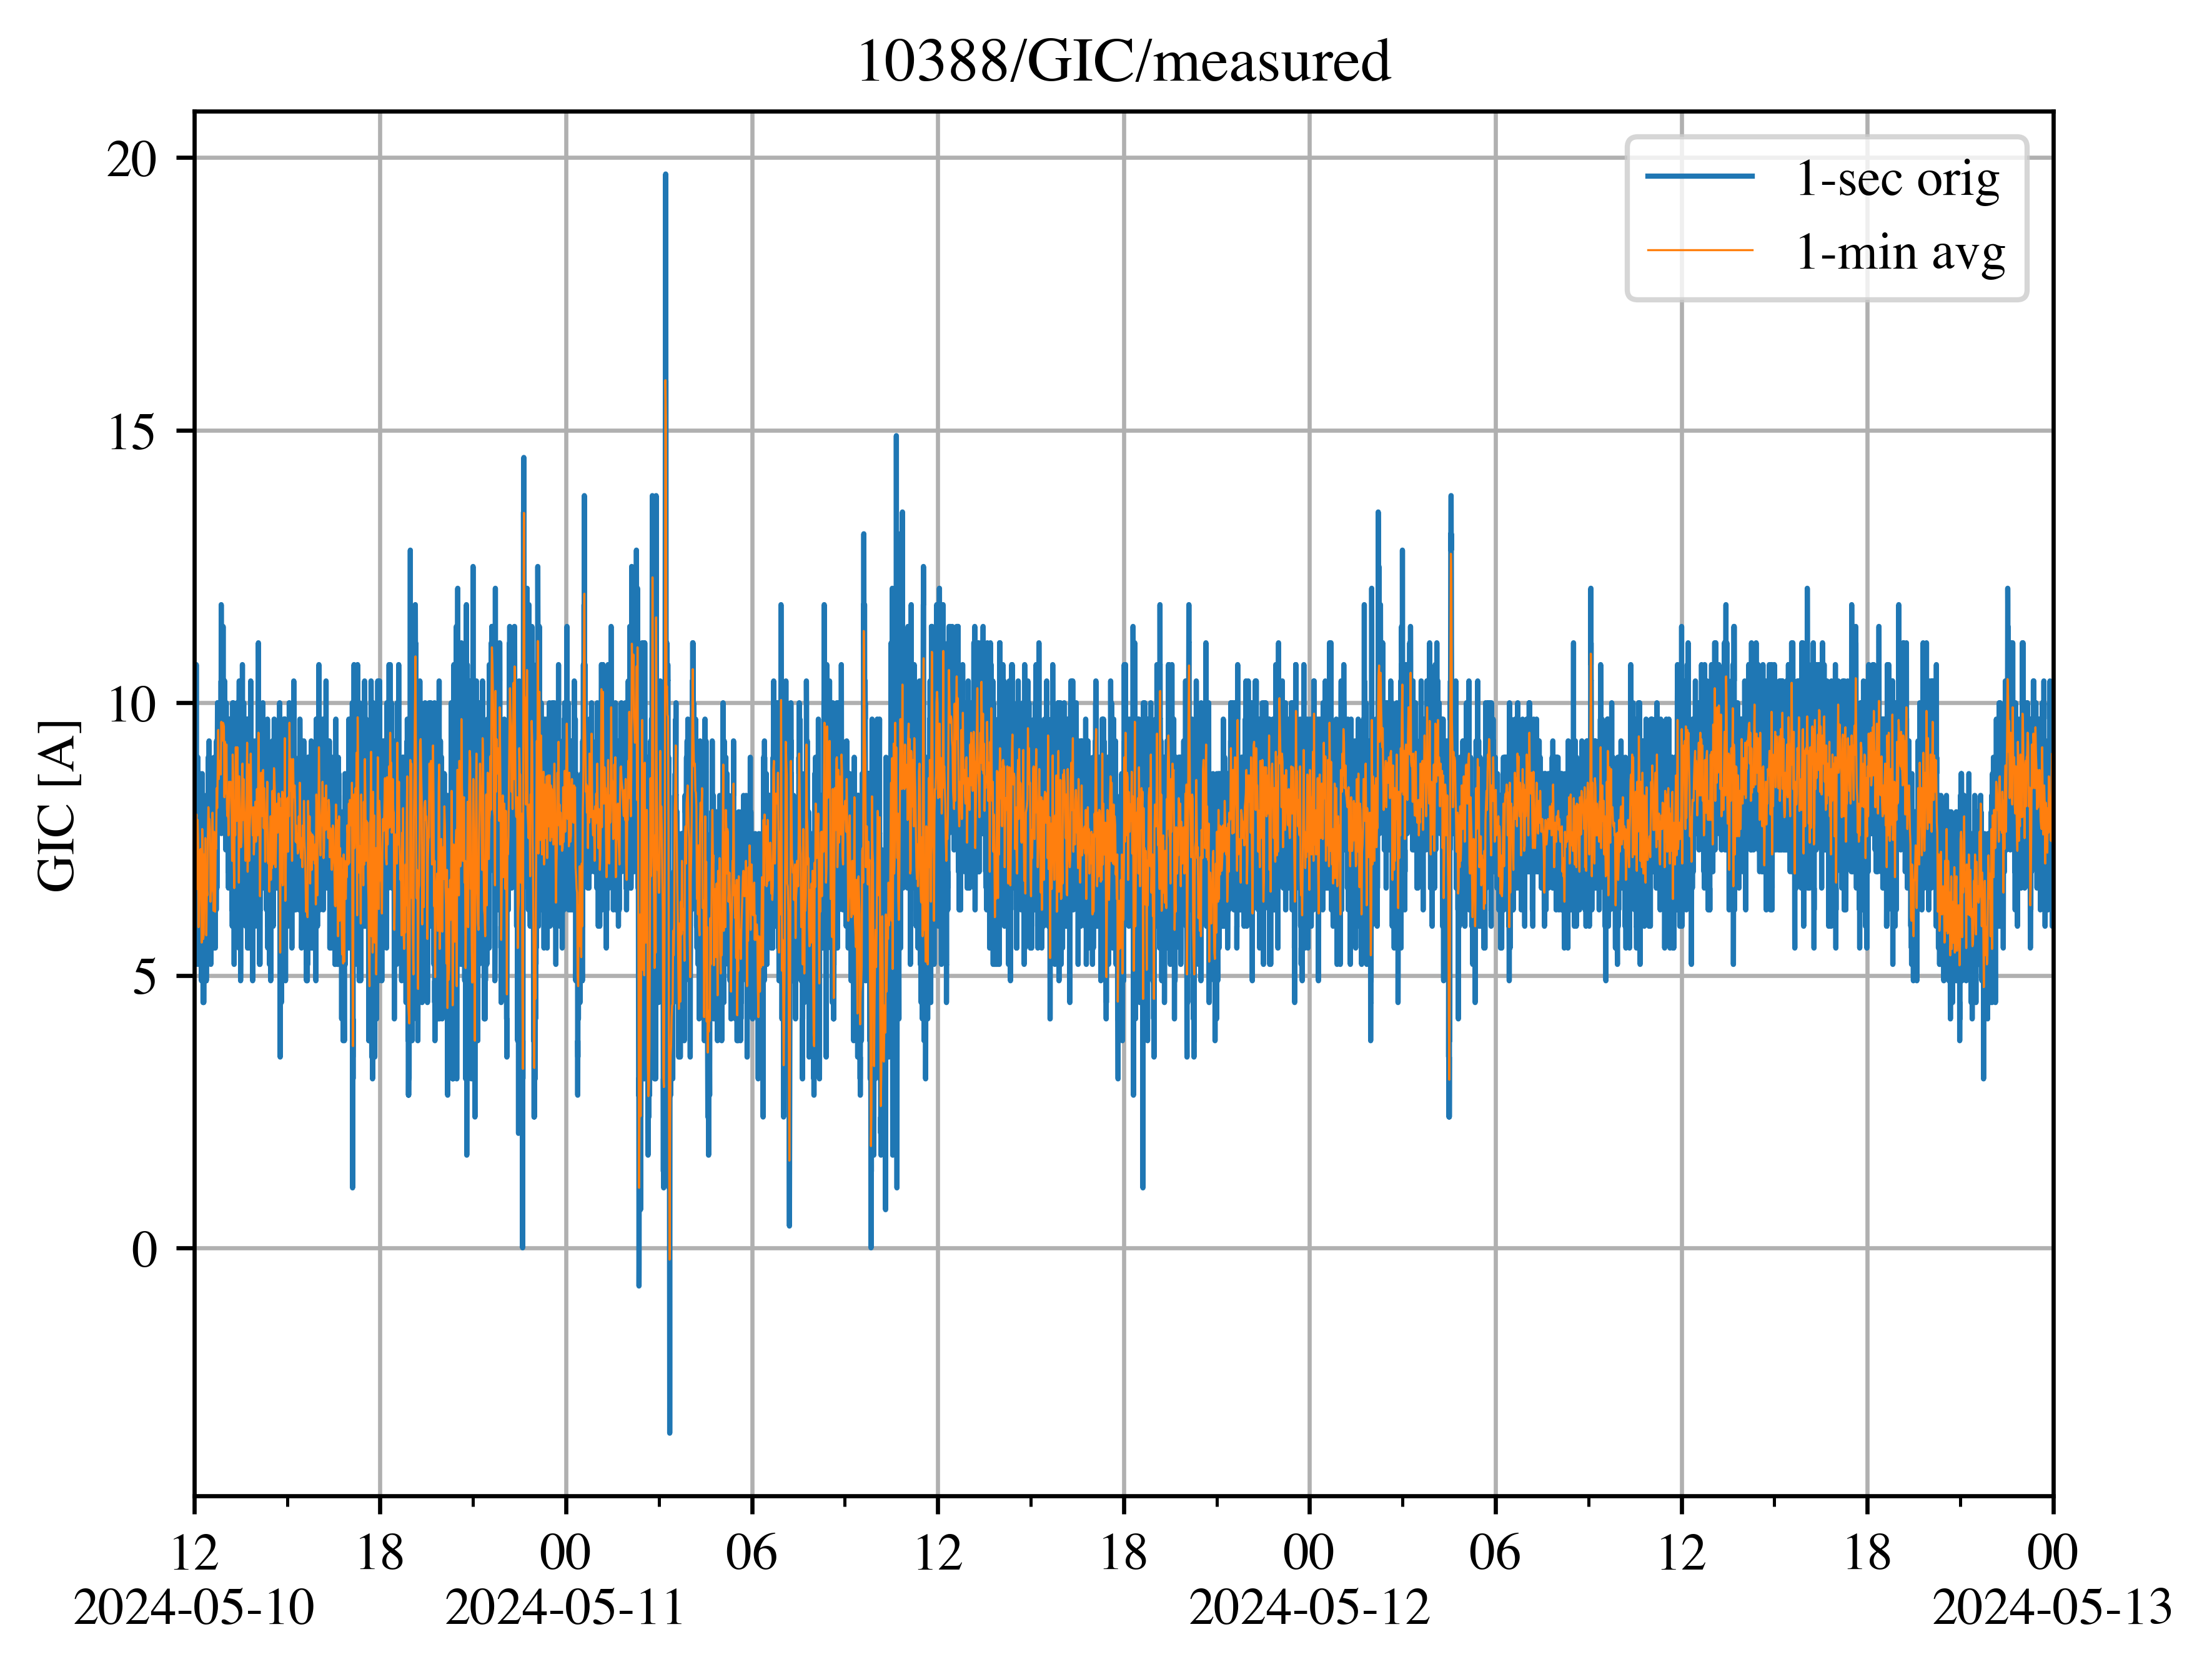 10388/GIC/measured
20
15
10
5
0
GIC [A]
1-sec orig
1-min avg
12 18 00 06 12 18 00 06 12 18 00
2024-05-10 2024-05-11 2024-05-12 2024-05-13